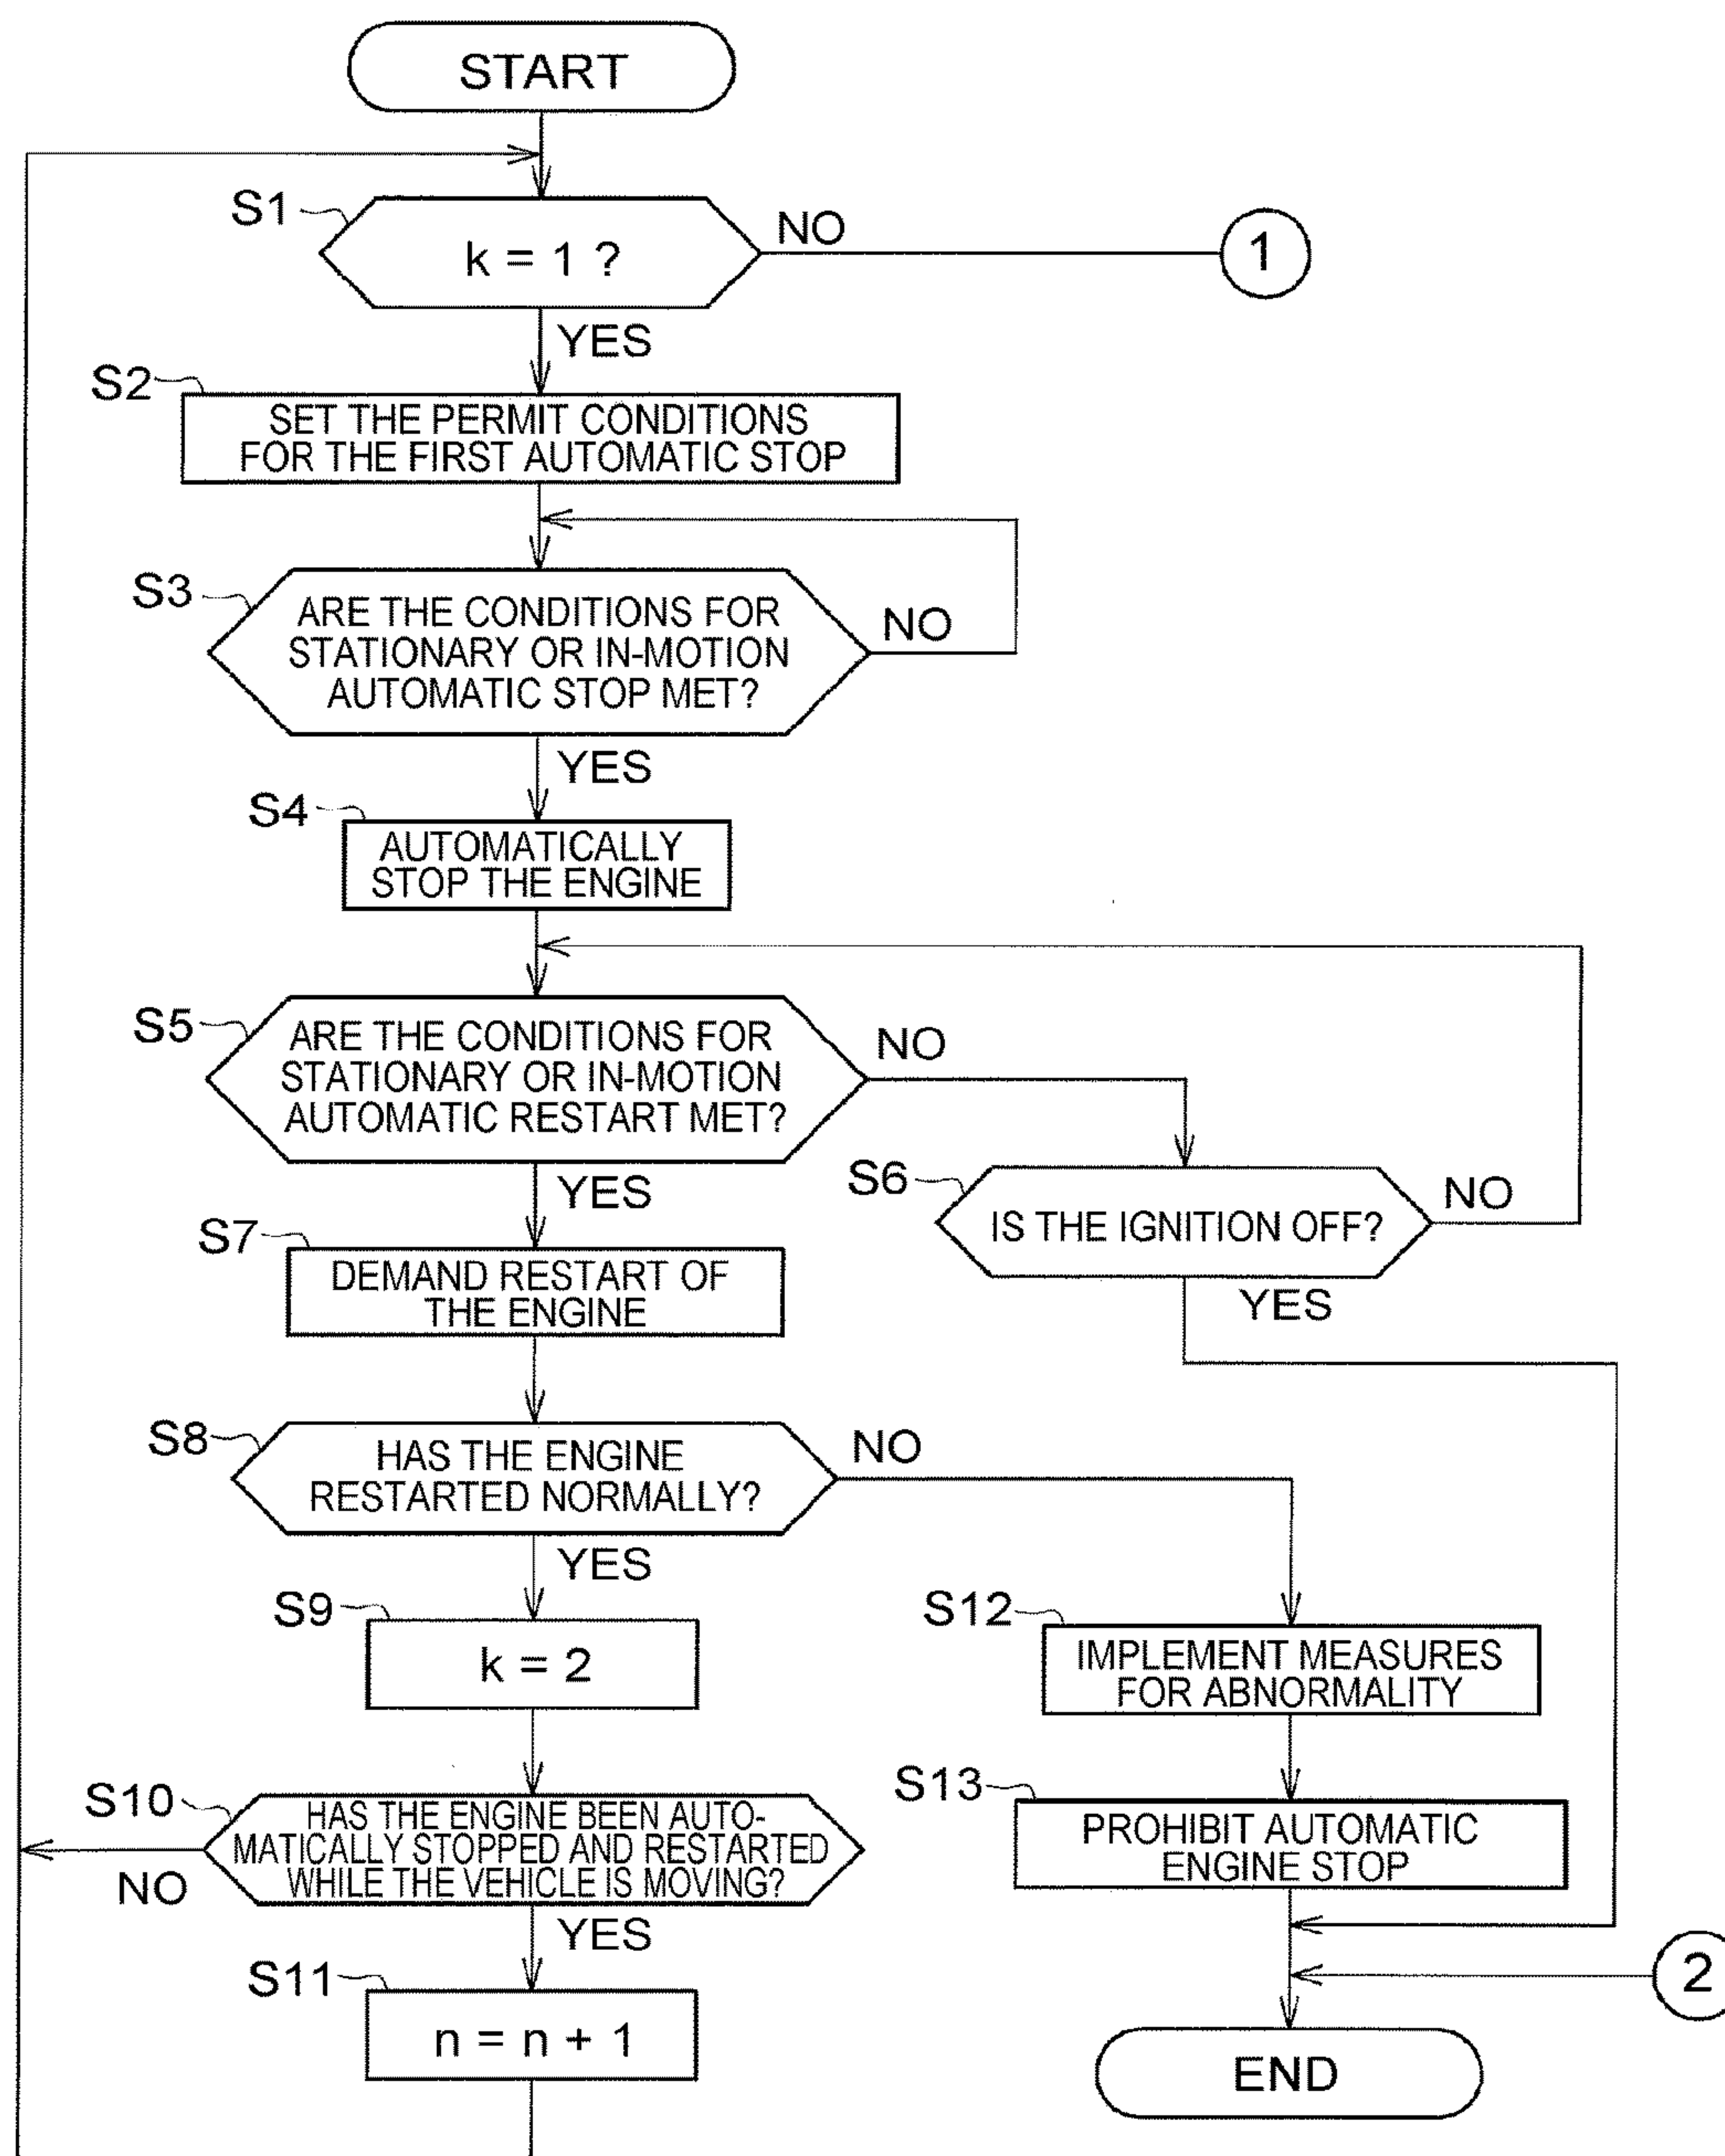 START
S1
k = 1 ?
NO
1
YES
S2
SET THE PERMIT CONDITIONS
FOR THE FIRST AUTOMATIC STOP
S3
ARE THE CONDITIONS FOR
STATIONARY OR IN-MOTION
AUTOMATIC STOP MET?
NO
YES
S4
AUTOMATICALLY
STOP THE ENGINE
S5
ARE THE CONDITIONS FOR
STATIONARY OR IN-MOTION
AUTOMATIC RESTART MET?
NO
YES
S6
IS THE IGNITION OFF?
NO
YES
S7
DEMAND RESTART OF
THE ENGINE
S8
HAS THE ENGINE
RESTARTED NORMALLY?
NO
YES
S9
k = 2
S12
IMPLEMENT MEASURES
FOR ABNORMALITY
S10
HAS THE ENGINE BEEN AUTO-
MATICALLY STOPPED AND RESTARTED
WHILE THE VEHICLE IS MOVING?
NO
YES
S13
PROHIBIT AUTOMATIC
ENGINE STOP
S11
n = n + 1
2
END